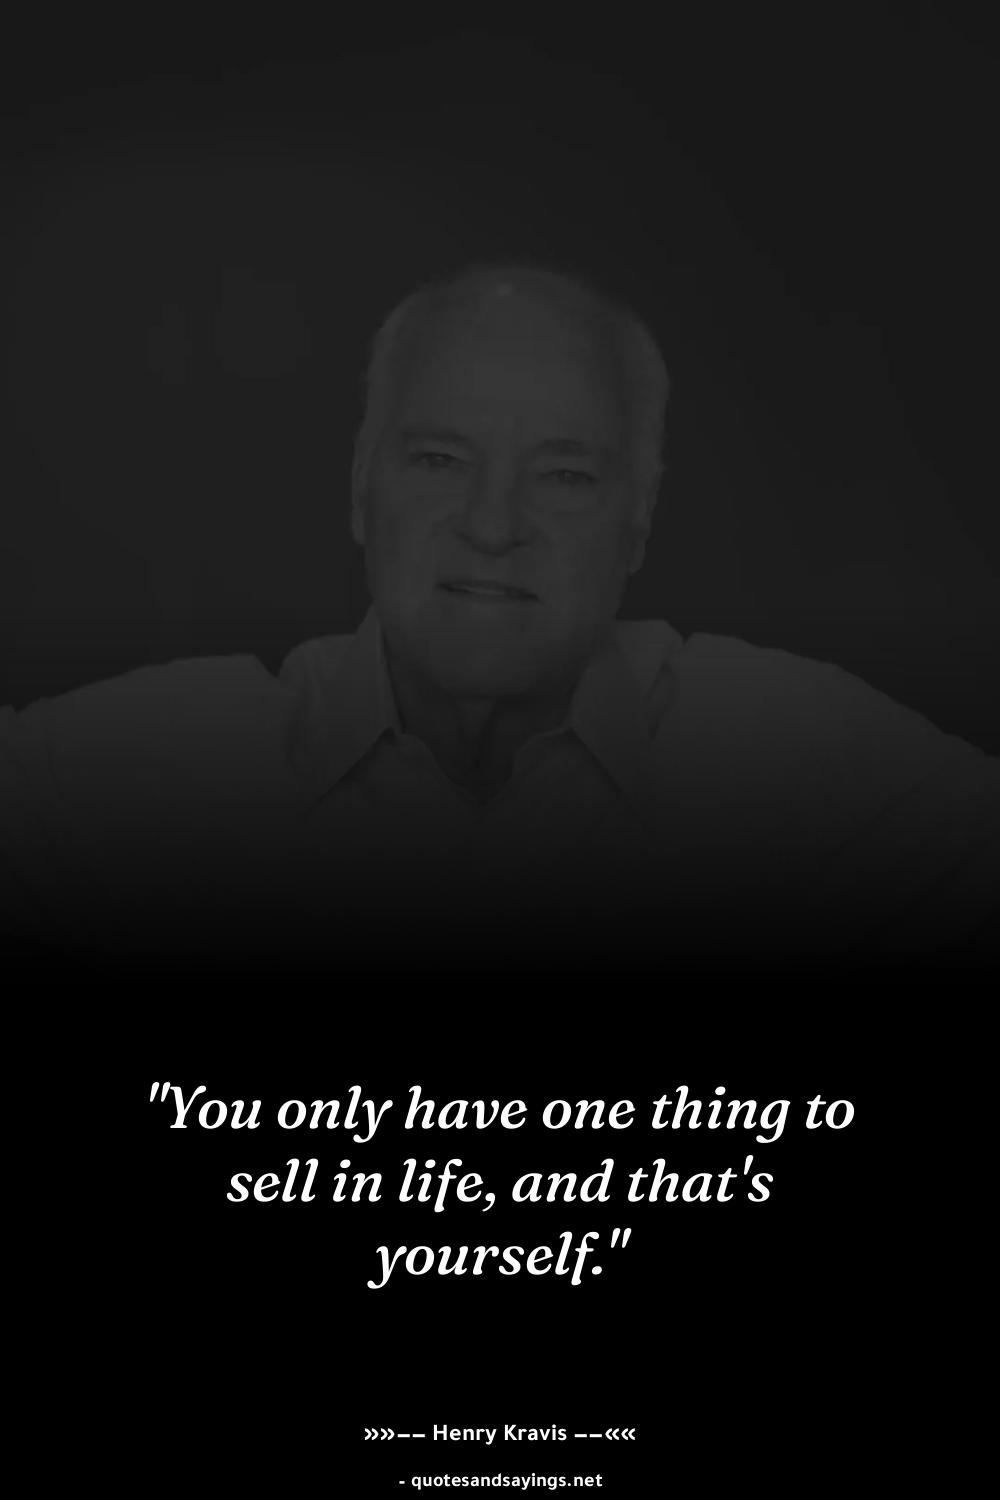 "You only have one thing to
sell in life, and that's
yourself."
»»–– Henry Kravis ––««
- quotesandsayings.net